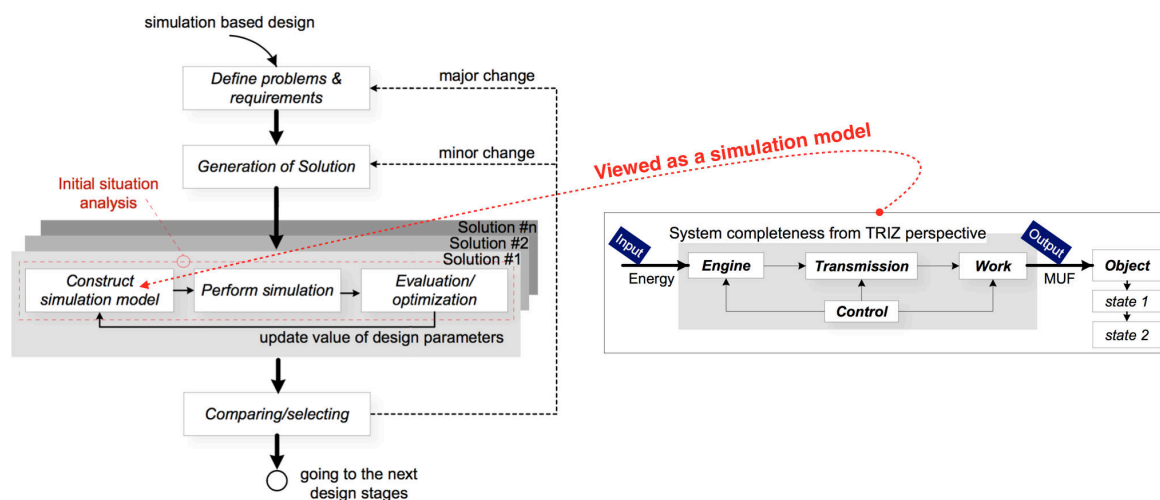 simulation based design
Define problems &
requirements
major change
Generation of Solution
minor change
Viewed as a simulation model
Initial situation
analysis
Solution #n
Solution #2
Solution #1
Construct
simulation model
Perform simulation
Evaluation/
optimization
update value of design parameters
Comparing/selecting
going to the next
design stages
System completeness from TRIZ perspective
Input
Energy
Engine
Transmission
Work
Control
Output
MUF
Object
state 1
state 2